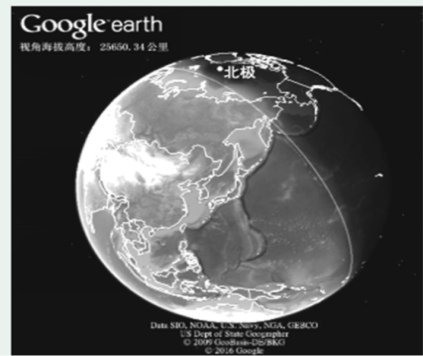 Google earth
视角海拔高度： 25650.34 公里
北极
Data SIO, NOAA, U.S. Navy, NGA, GEBCO
US Dept of State Geographer
© 2009 GeoBasis-DE/BKG
© 2016 Google